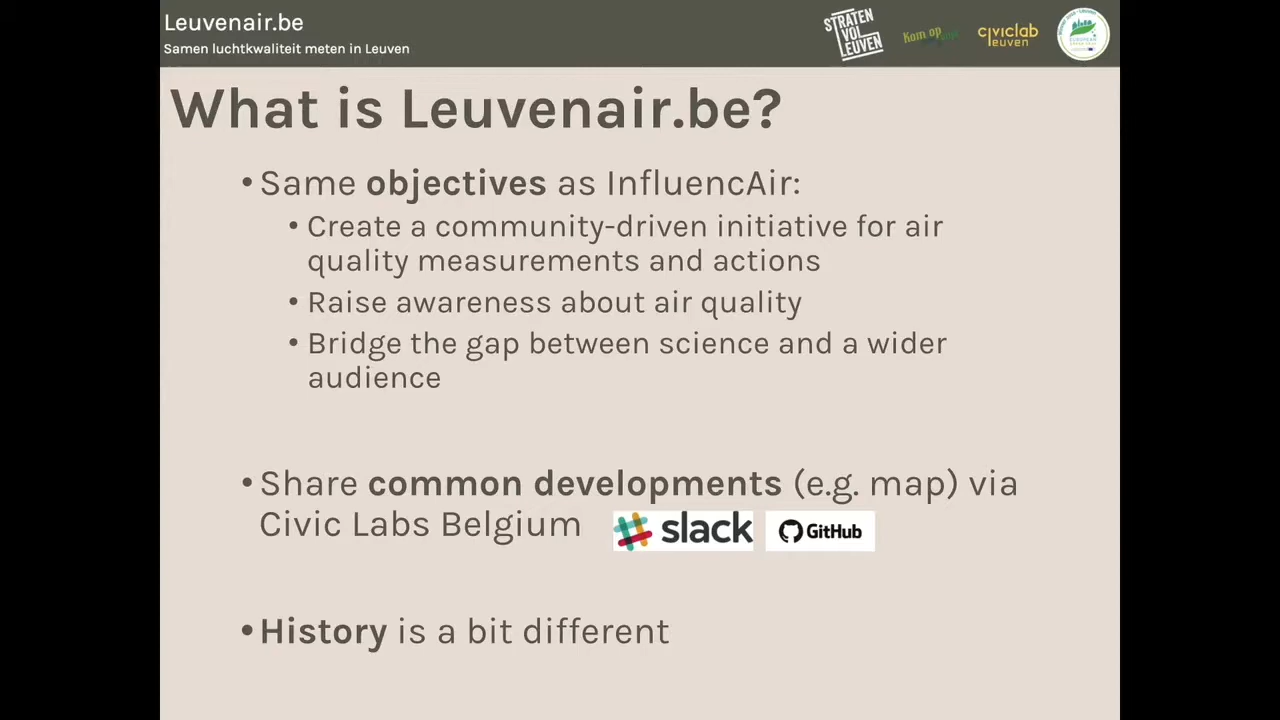 Leuvenair.be
Samen luchtkwaliteit meten in Leuven
STRATEN
VOL
LEUVEN
Kom op
civiclab
leuven
What is Leuvenair.be?
• Same objectives as InfluencAir:
• Create a community-driven initiative for air
quality measurements and actions
• Raise awareness about air quality
• Bridge the gap between science and a wider
audience
• Share common developments (e.g. map) via
Civic Labs Belgium slack GitHub
• History is a bit different